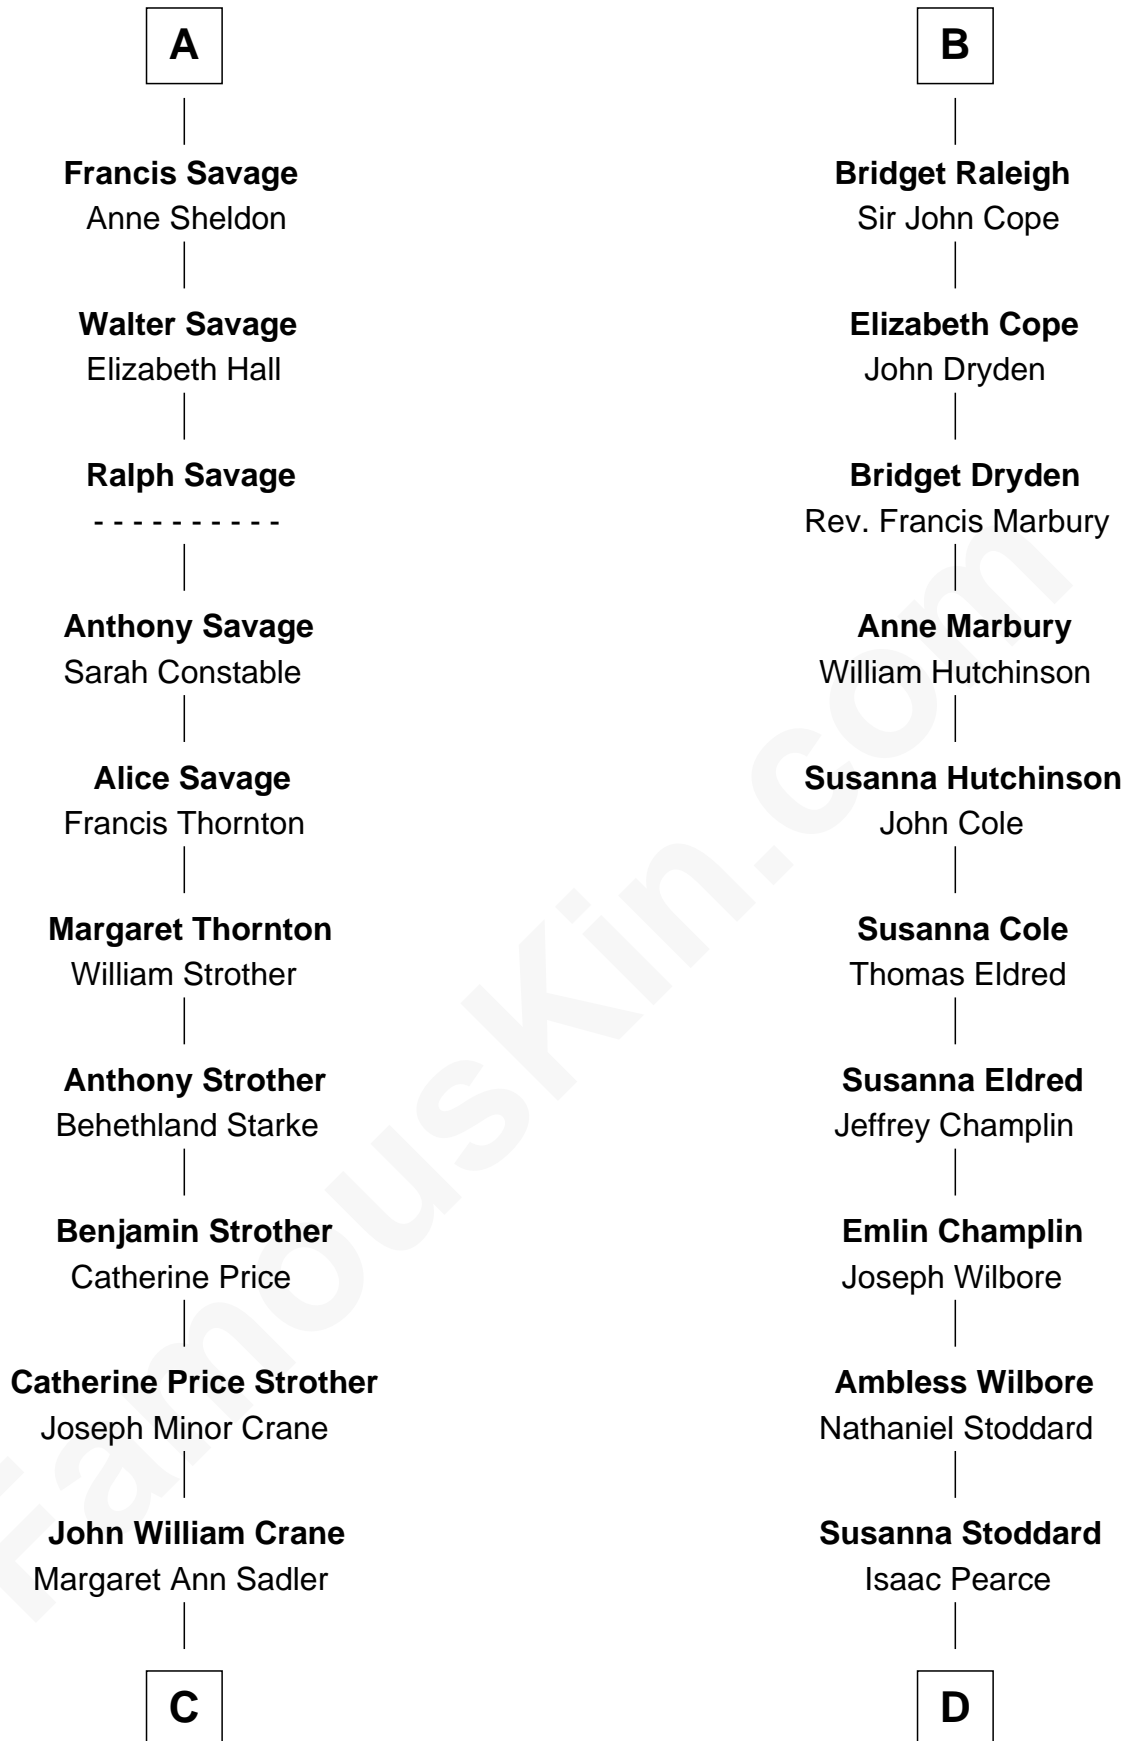 A
Francis Savage
Anne Sheldon
Walter Savage
Elizabeth Hall
Ralph Savage
- - - - - - - - - -
Anthony Savage
Sarah Constable
Alice Savage
Francis Thornton
Margaret Thornton
William Strother
Anthony Strother
Behethland Starke
Benjamin Strother
Catherine Price
Catherine Price Strother
Joseph Minor Crane
John William Crane
Margaret Ann Sadler
C
B
Bridget Raleigh
Sir John Cope
Elizabeth Cope
John Dryden
Bridget Dryden
Rev. Francis Marbury
Anne Marbury
William Hutchinson
Susanna Hutchinson
John Cole
Susanna Cole
Thomas Eldred
Susanna Eldred
Jeffrey Champlin
Emlin Champlin
Joseph Wilbore
Ambless Wilbore
Nathaniel Stoddard
Susanna Stoddard
Isaac Pearce
D
FamousKin.com